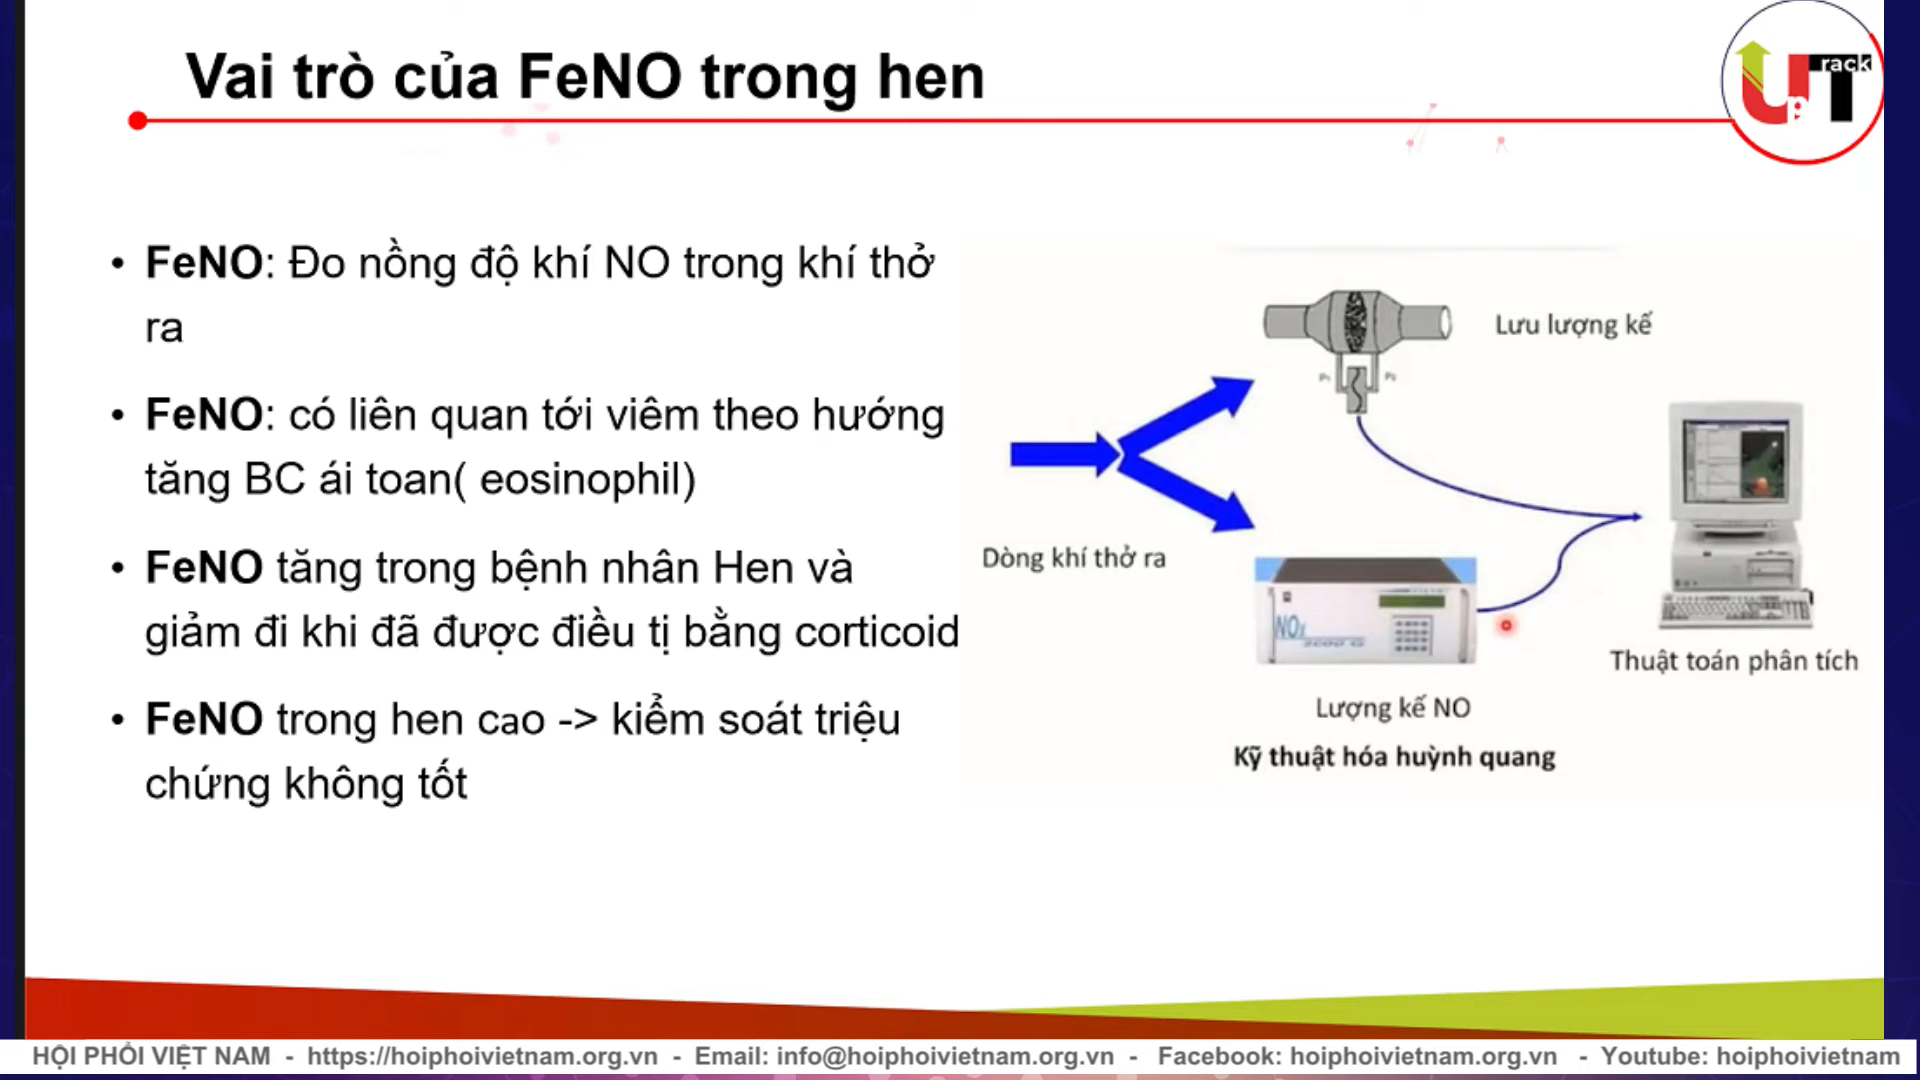 Vai trò của FeNO trong hen
UpTrack
• FeNO: Đo nồng độ khí NO trong khí thở
ra
• FeNO: có liên quan tới viêm theo hướng
tăng BC ái toan( eosinophil)
• FeNO tăng trong bệnh nhân Hen và
giảm đi khi đã được điều tị bằng corticoid
• FeNO trong hen cao -> kiểm soát triệu
chứng không tốt
Lưu lượng kế
Dòng khí thở ra
NOx
2000 G
Thuật toán phân tích
Lượng kế NO
Kỹ thuật hóa huỳnh quang
HỘI PHỔI VIỆT NAM - https://hoiphoivietnam.org.vn - Email: info@hoiphoivietnam.org.vn - Facebook: hoiphoivietnam.org.vn - Youtube: hoiphoivietnam